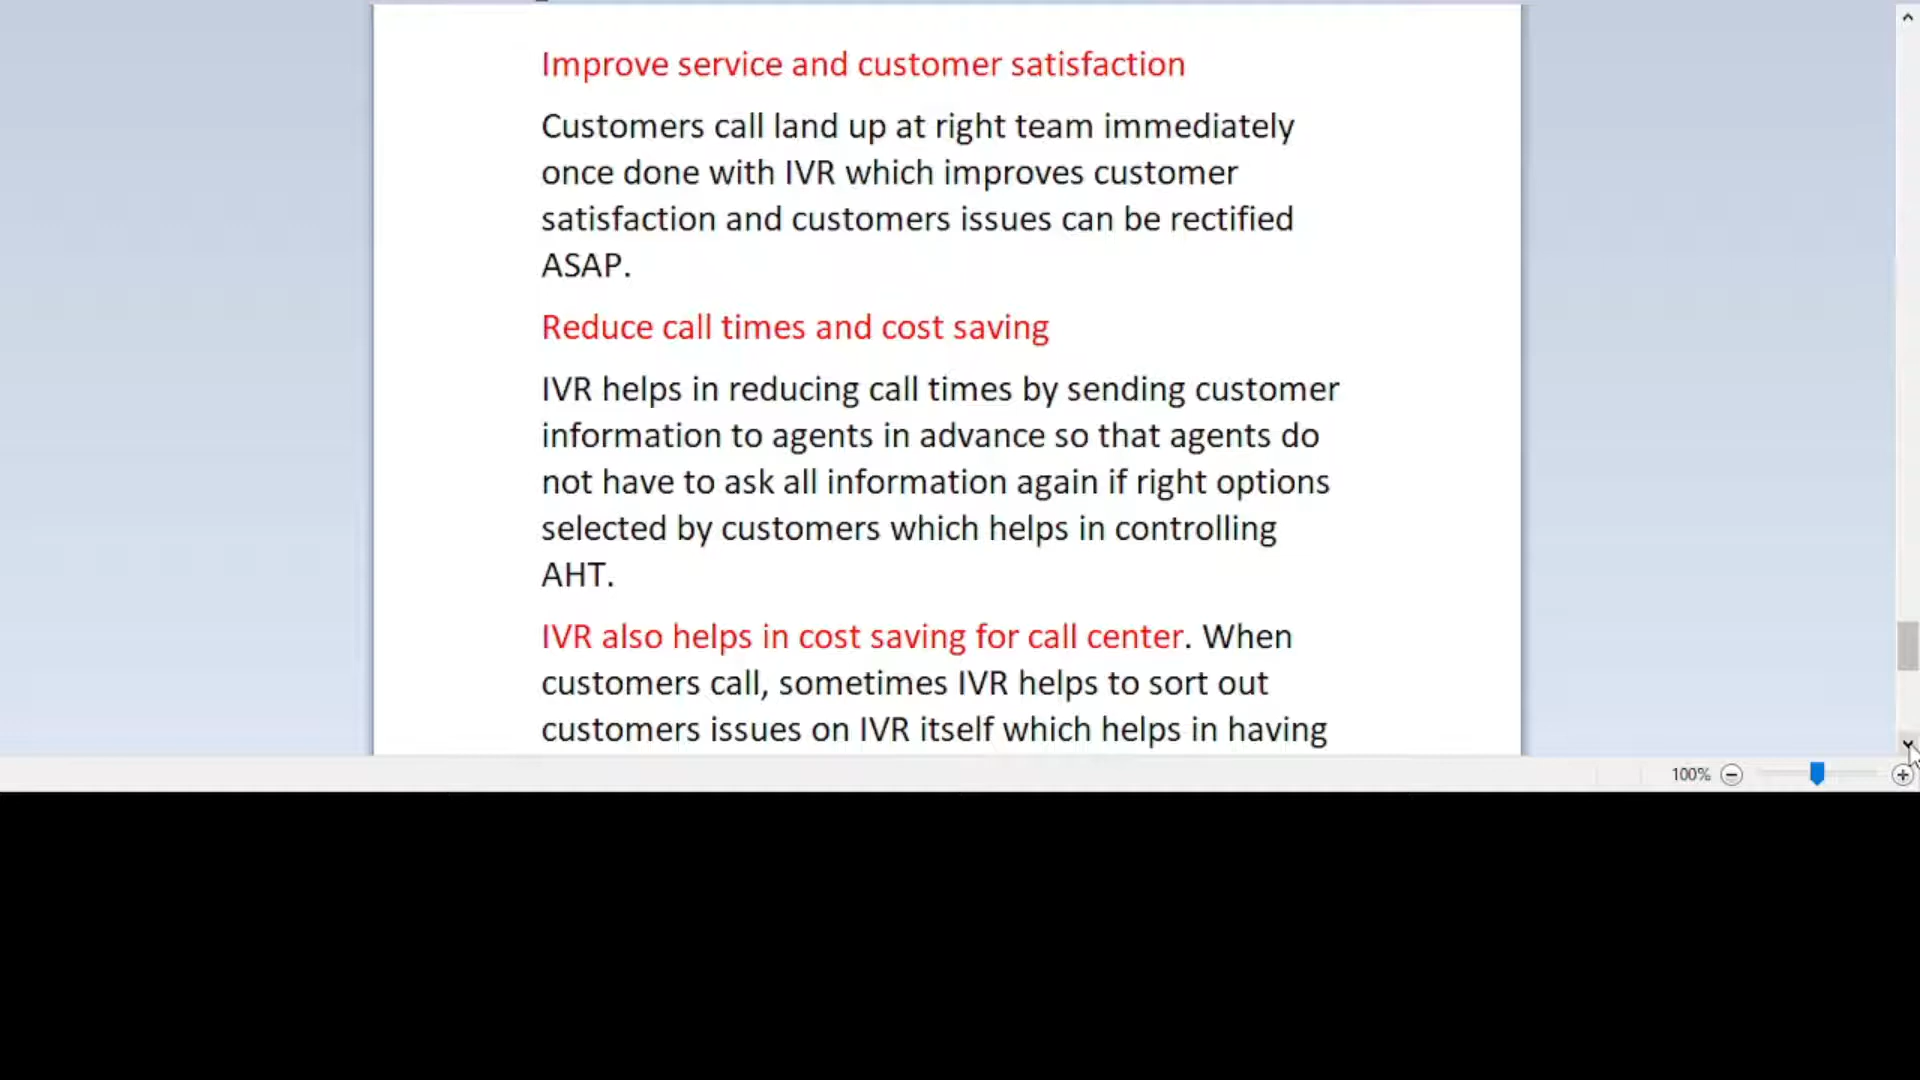 Improve service and customer satisfaction
Customers call land up at right team immediately
once done with IVR which improves customer
satisfaction and customers issues can be rectified
ASAP.
Reduce call times and cost saving
IVR helps in reducing call times by sending customer
information to agents in advance so that agents do
not have to ask all information again if right options
selected by customers which helps in controlling
AHT.
IVR also helps in cost saving for call center. When
customers call, sometimes IVR helps to sort out
customers issues on IVR itself which helps in having
100%